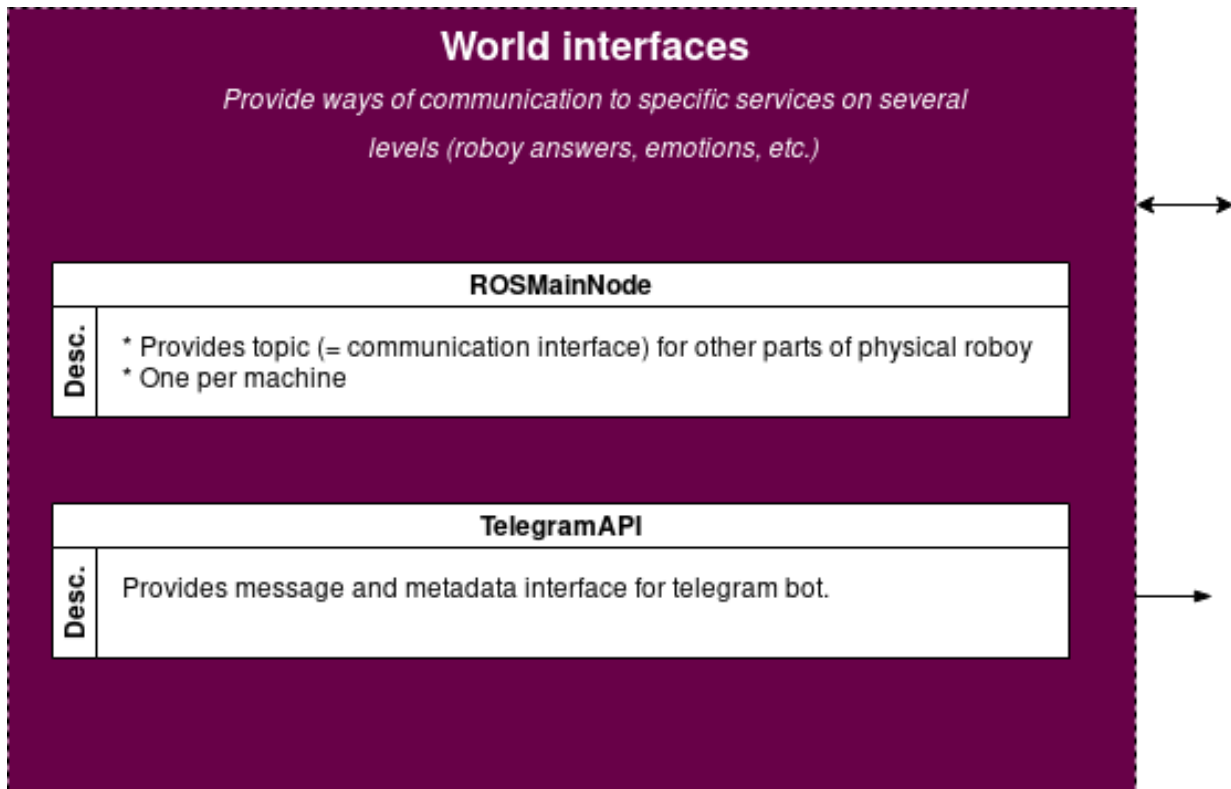 World interfaces
Provide ways of communication to specific services on several
levels (roboy answers, emotions, etc.)
ROSMainNode
Desc.
* Provides topic (= communication interface) for other parts of physical roboy
* One per machine
TelegramAPI
Desc.
Provides message and metadata interface for telegram bot.